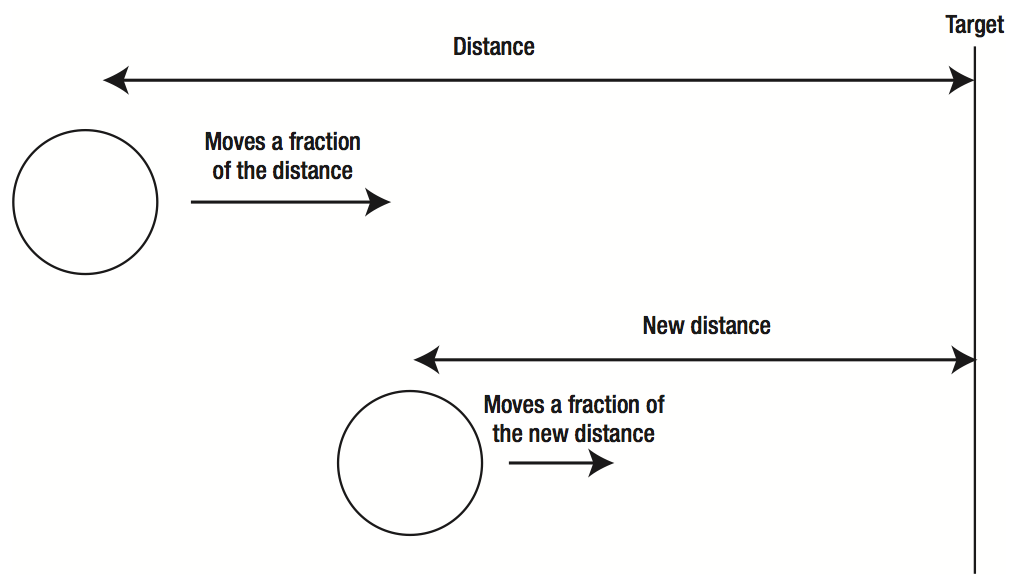 Target
Distance
Moves a fraction
of the distance
New distance
Moves a fraction of
the new distance